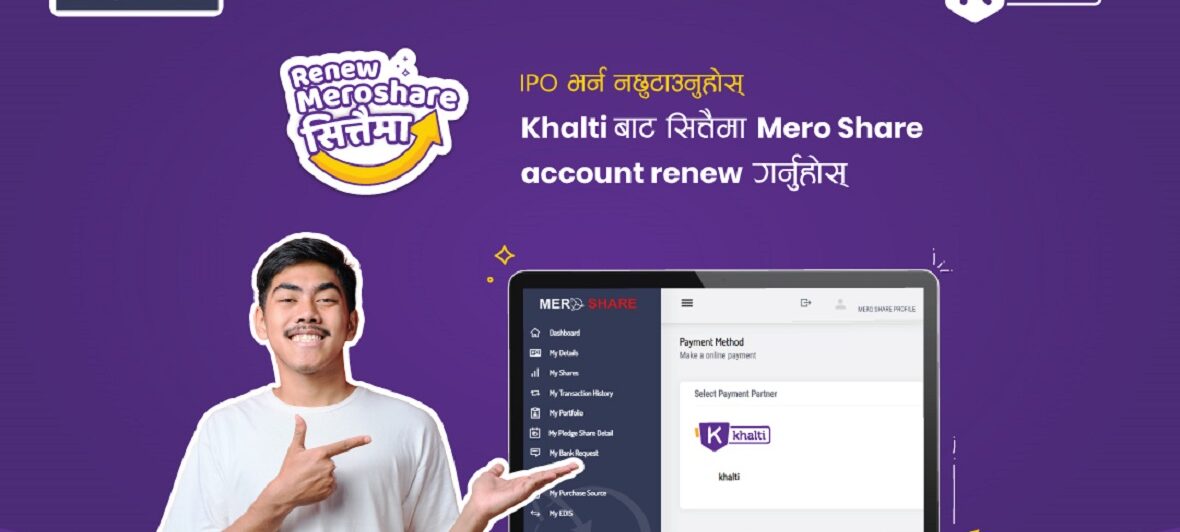 Renew
Meroshare
सित्तैमा
IPO भर्न नछुटाउनुहोस्
Khalti बाट सित्तैमा Mero Share
account renew गर्नुहोस्
MERO SHARE
Dashboard
My Details
My Shares
My Transaction History
My Portfolio
My Pledge Share Detail
My Bank Request
My Purchase Source
My EDIS
MERO SHARE PROFILE
Payment Method
Make a online payment
Select Payment Partner
K khalti
khalti